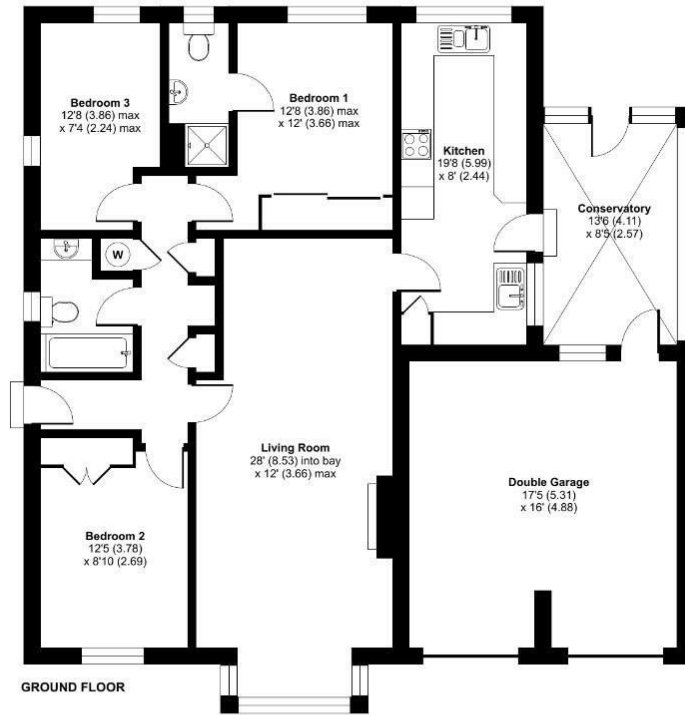 Bedroom 3
12'8 (3.86) max
x 7'4 (2.24) max
Bedroom 1
12'8 (3.86) max
x 12' (3.66) max
Kitchen
19'8 (5.99)
x 8' (2.44)
Conservatory
13'6 (4.11)
x 8'5 (2.57)
W
Living Room
28' (8.53) into bay
x 12' (3.66) max
Double Garage
17'5 (5.31)
x 16' (4.88)
Bedroom 2
12'5 (3.78)
x 8'10 (2.69)
GROUND FLOOR